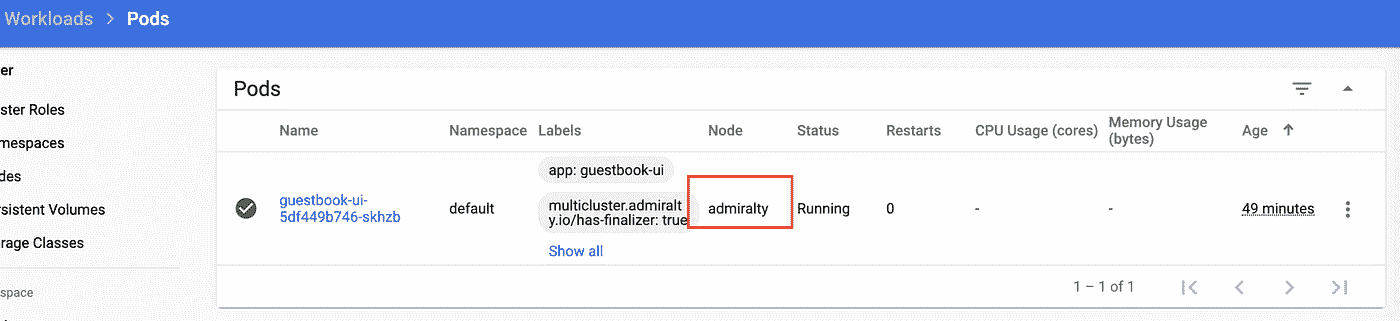 Workloads > Pods
er
ster Roles
mespaces
des
rsistent Volumes
rage Classes
space
Pods
Name Namespace Labels Node Status Restarts CPU Usage (cores) Memory Usage (bytes) Age
guestbook-ui-
5df449b746-skhzb
default
app: guestbook-ui
multicluster.admiralt
y.io/has-finalizer: true
Show all
admiralty
Running
0
-
-
49 minutes
1 – 1 of 1